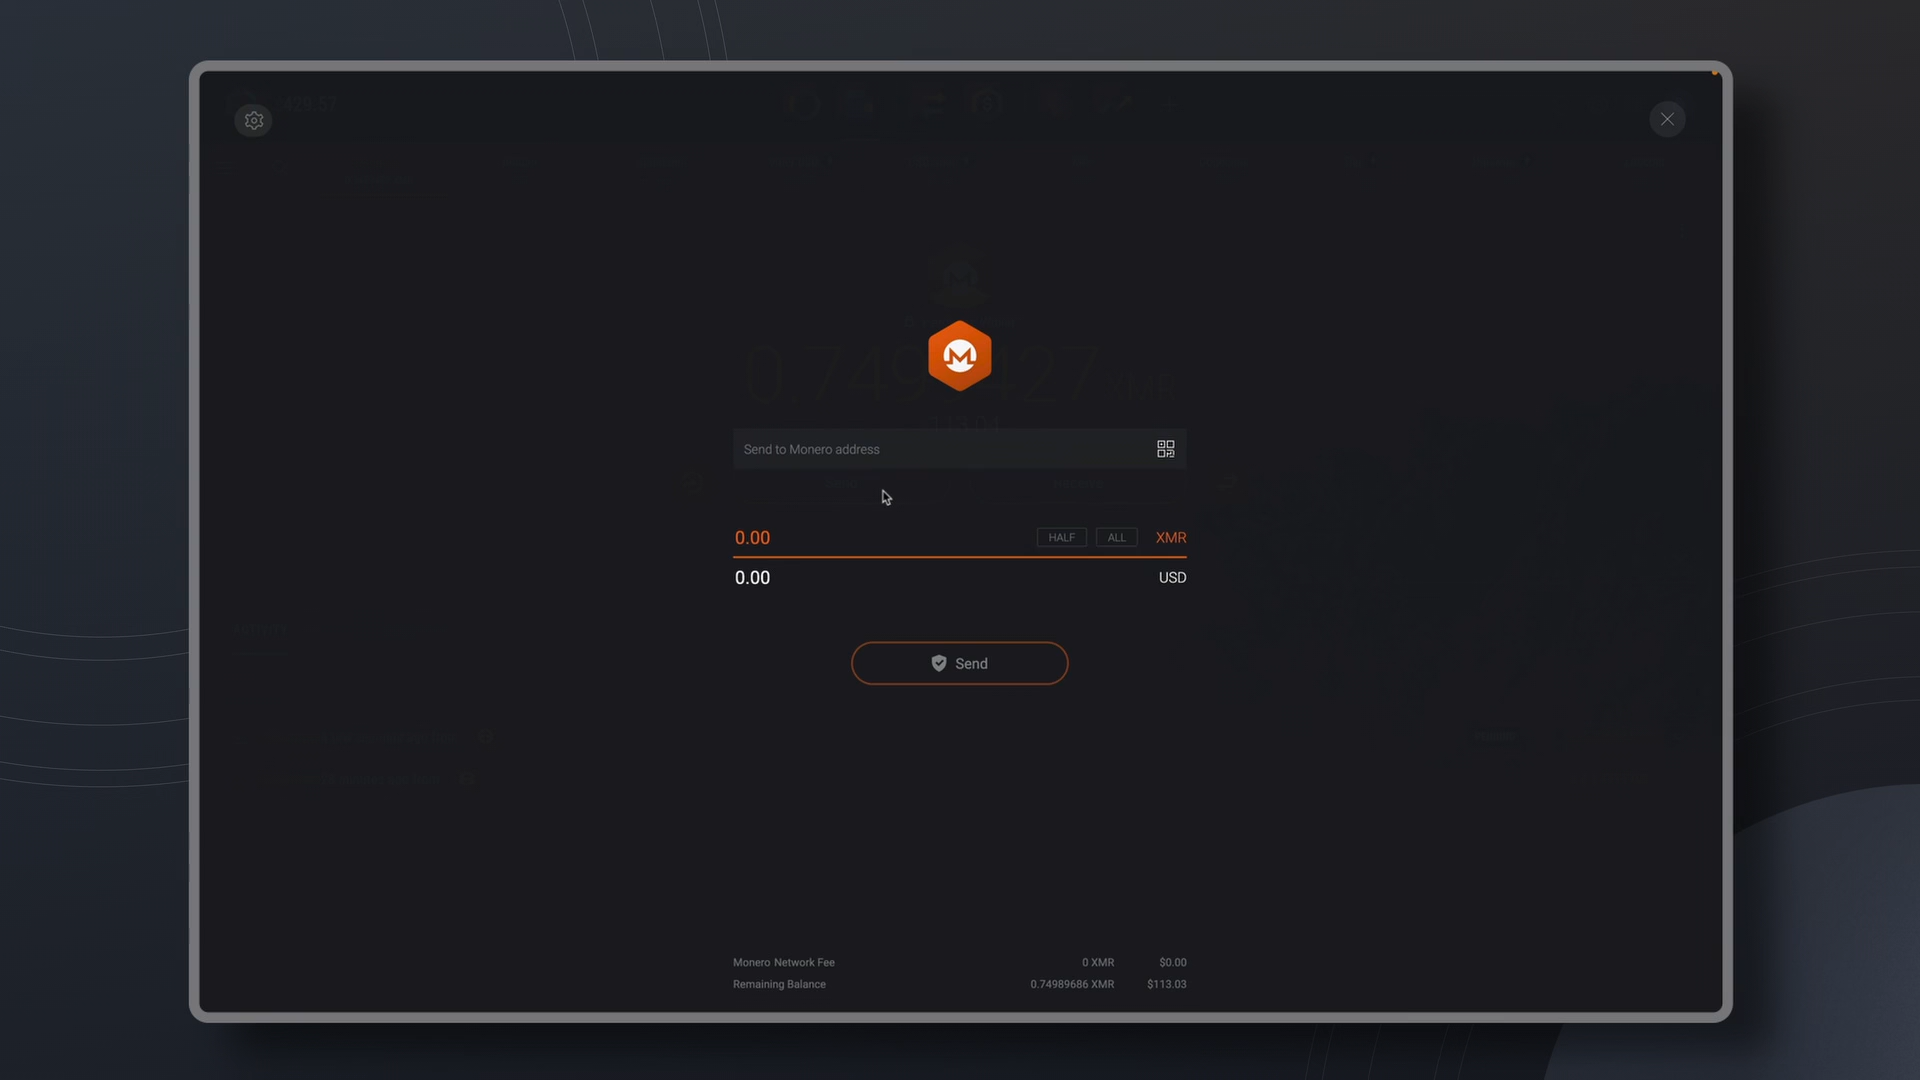 Send to Monero address
0.00 HALF ALL XMR
0.00 USD
Send
Monero Network Fee 0 XMR $0.00
Remaining Balance 0.74989686 XMR $113.03